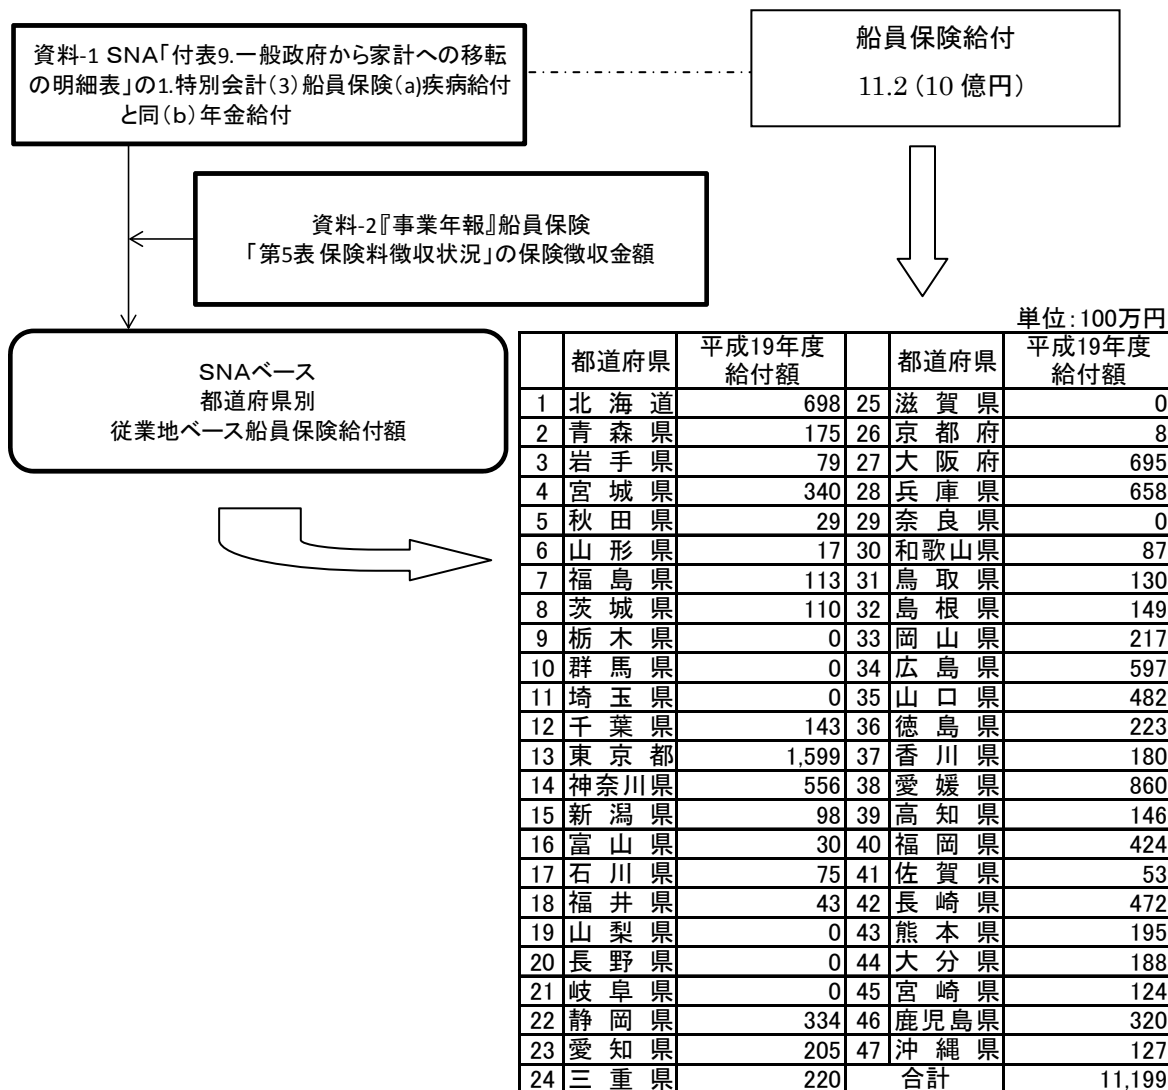 資料-1 SNA「付表9.一般政府から家計への移転
の明細表」の1.特別会計(3)船員保険(a)疾病給付
と同(b)年金給付
船員保険給付
11.2（10 億円）
資料-2『事業年報』船員保険
「第5表 保険料徴収状況」の保険徴収金額
SNAベース
都道府県別
従業地ベース船員保険給付額
単位：100万円
都道府県 平成19年度給付額 都道府県 平成19年度給付額
1 北海道 698 25 滋賀県 0
2 青森県 175 26 京都府 8
3 岩手県 79 27 大阪府 695
4 宮城県 340 28 兵庫県 658
5 秋田県 29 29 奈良県 0
6 山形県 17 30 和歌山県 87
7 福島県 113 31 鳥取県 130
8 茨城県 110 32 島根県 149
9 栃木県 0 33 岡山県 217
10 群馬県 0 34 広島県 597
11 埼玉県 0 35 山口県 482
12 千葉県 143 36 徳島県 223
13 東京都 1,599 37 香川県 180
14 神奈川県 556 38 愛媛県 860
15 新潟県 98 39 高知県 146
16 富山県 30 40 福岡県 424
17 石川県 75 41 佐賀県 53
18 福井県 43 42 長崎県 472
19 山梨県 0 43 熊本県 195
20 長野県 0 44 大分県 188
21 岐阜県 0 45 宮崎県 124
22 静岡県 334 46 鹿児島県 320
23 愛知県 205 47 沖縄県 127
24 三重県 220 合計 11,199